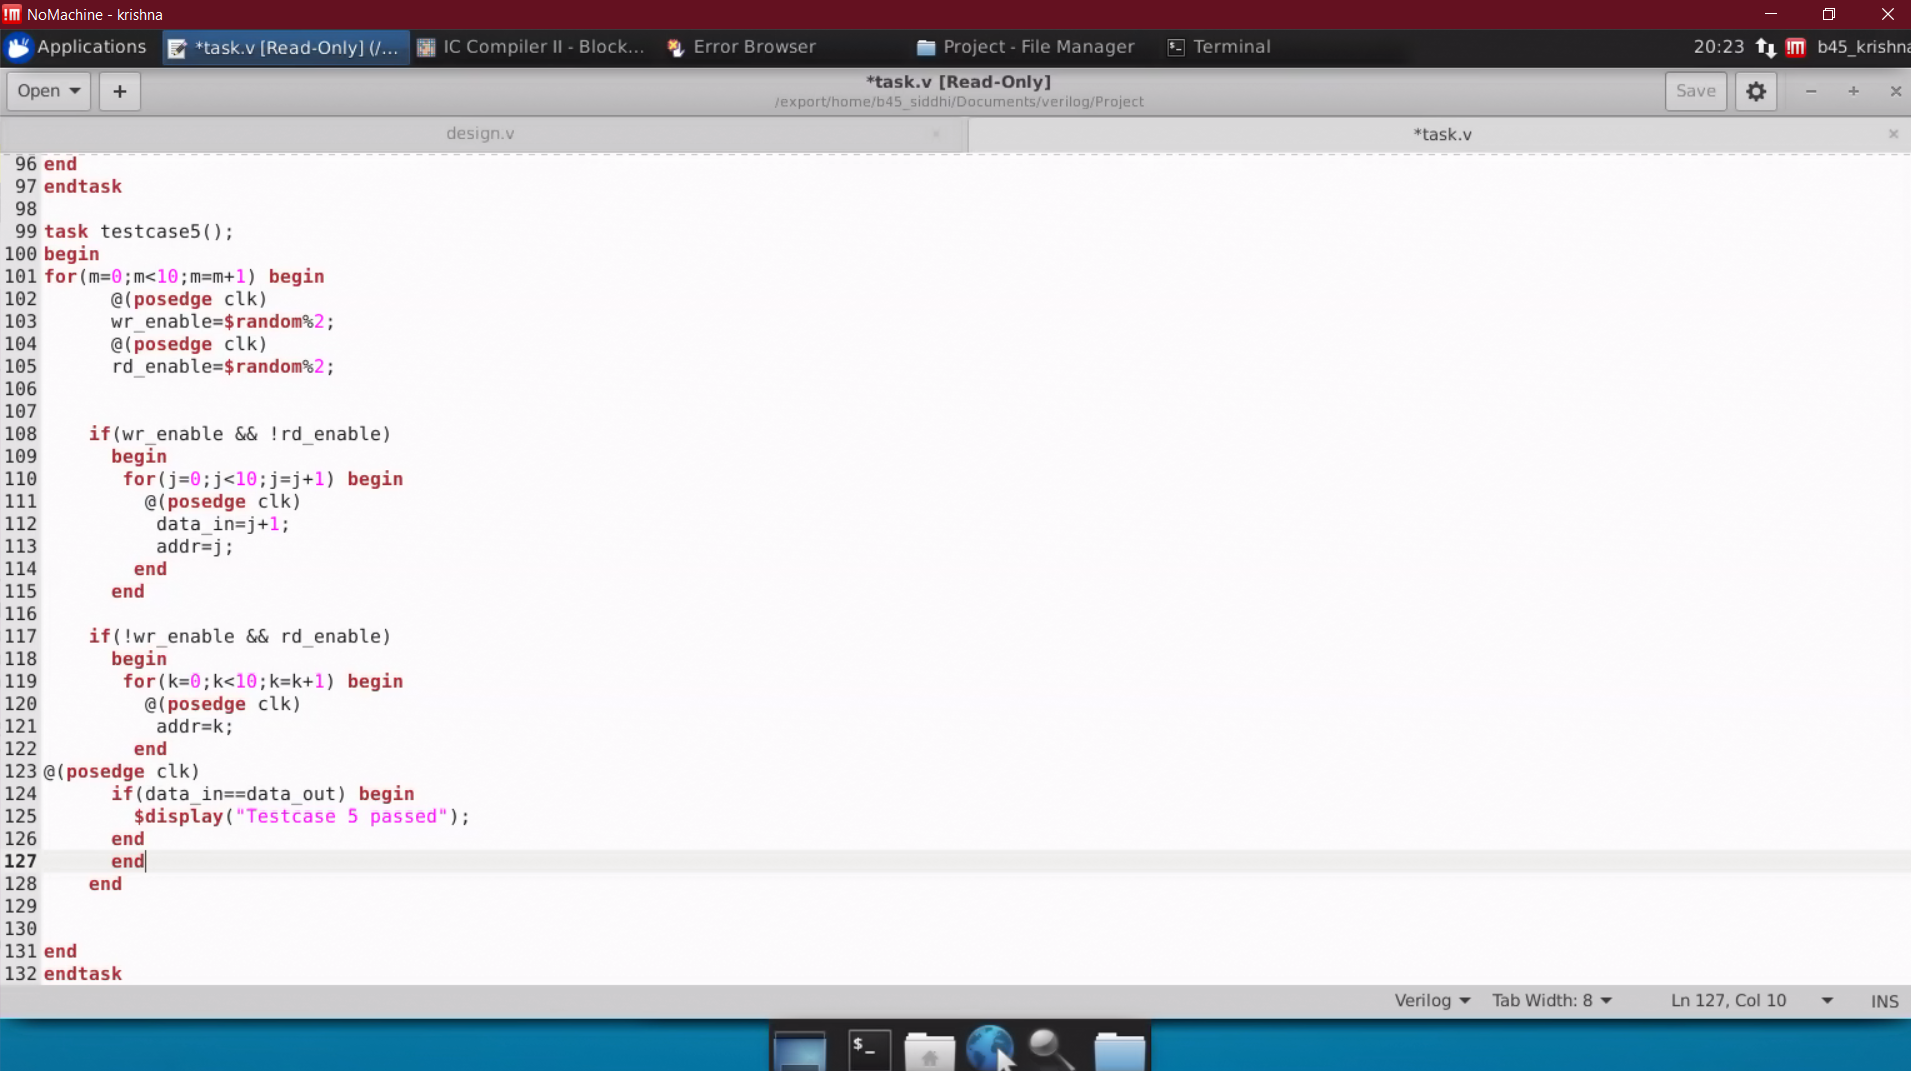 NoMachine - krishna
Applications *task.v [Read-Only] (/... IC Compiler II - Block... Error Browser Project - File Manager Terminal 20:23 b45_krishna
Open + *task.v [Read-Only] Save
/export/home/b45_siddhi/Documents/verilog/Project
design.v *task.v
96 end
97 endtask
98
99 task testcase5();
100 begin
101 for(m=0;m<10;m=m+1) begin
102 @(posedge clk)
103 wr_enable=$random%2;
104 @(posedge clk)
105 rd_enable=$random%2;
106
107
108 if(wr_enable && !rd_enable)
109 begin
110 for(j=0;j<10;j=j+1) begin
111 @(posedge clk)
112 data_in=j+1;
113 addr=j;
114 end
115 end
116
117 if(!wr_enable && rd_enable)
118 begin
119 for(k=0;k<10;k=k+1) begin
120 @(posedge clk)
121 addr=k;
122 end
123 @(posedge clk)
124 if(data_in==data_out) begin
125 $display("Testcase 5 passed");
126 end
127 end
128 end
129
130
131 end
132 endtask
Verilog Tab Width: 8 Ln 127, Col 10 INS
$_